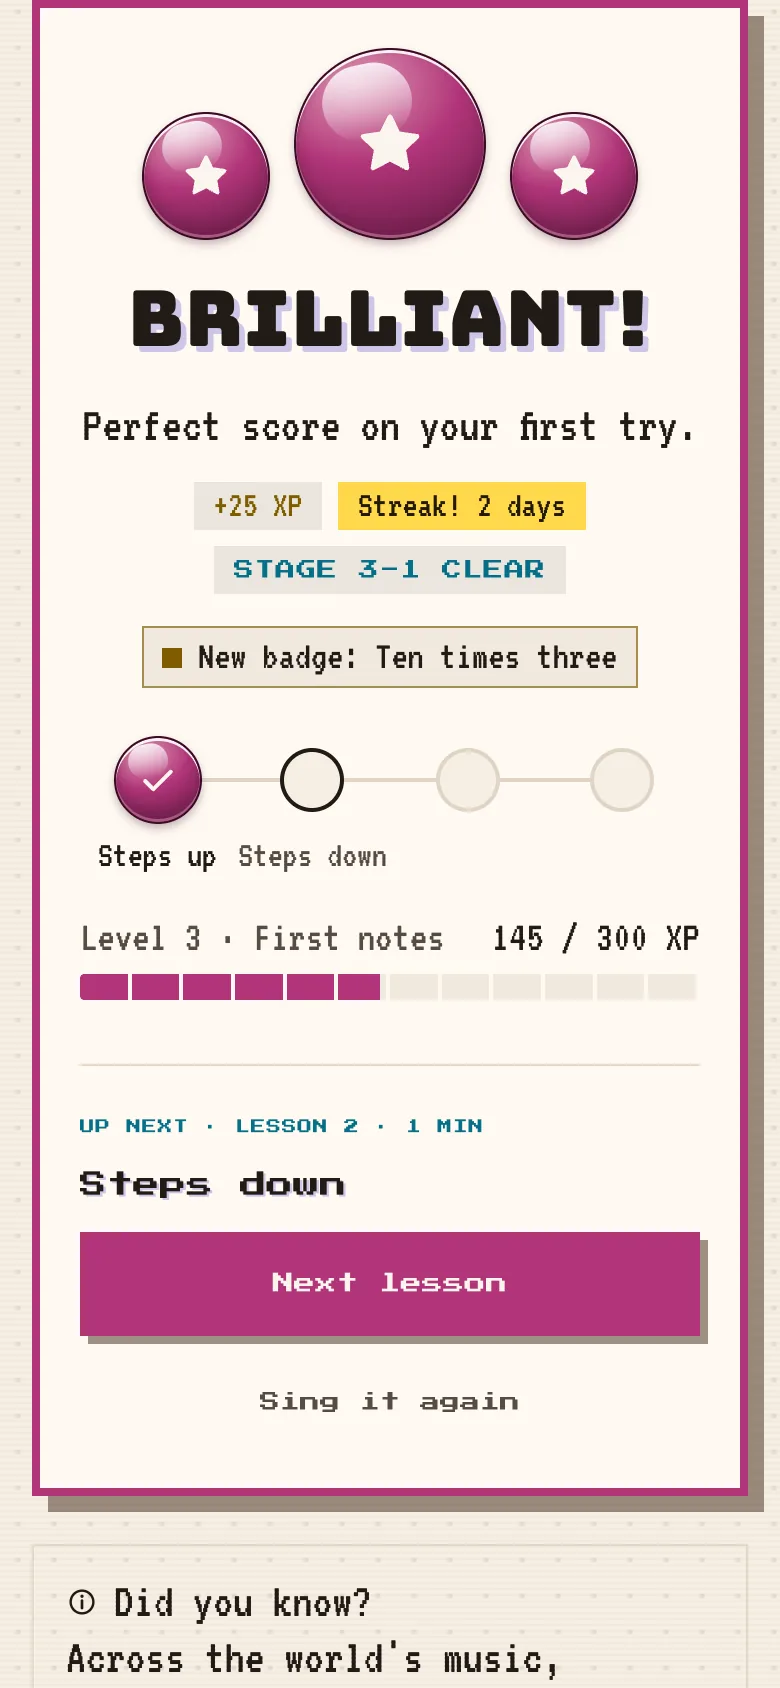 BRILLIANT!
Perfect score on your first try.
+25 XP
Streak! 2 days
STAGE 3-1 CLEAR
New badge: Ten times three
Steps up
Steps down
Level 3 · First notes
145 / 300 XP
UP NEXT · LESSON 2 · 1 MIN
Steps down
Next lesson
Sing it again
Did you know?
Across the world's music,